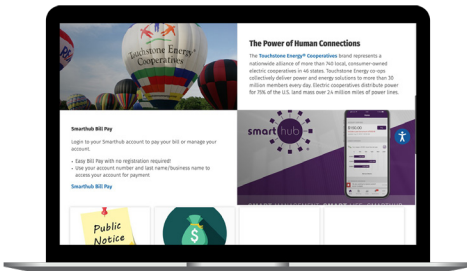 Touchstone Energy®
Cooperatives
The Power of Human Connections
The Touchstone Energy® Cooperatives brand represents a
nationwide alliance of more than 740 local, consumer-owned
electric cooperatives in 46 states. Touchstone Energy co-ops
collectively deliver power and energy solutions to more than 30
million members every day. Electric cooperatives distribute power
for 75% of the U.S. land mass over 2.4 million miles of power lines.
Smarthub Bill Pay
Login to your Smarthub account to pay your bill or manage your
account.
• Easy Bill Pay with no registration required!
• Use your account number and last name/business name to
access your account for payment
Smarthub Bill Pay
smarthub
Public
Notice
$